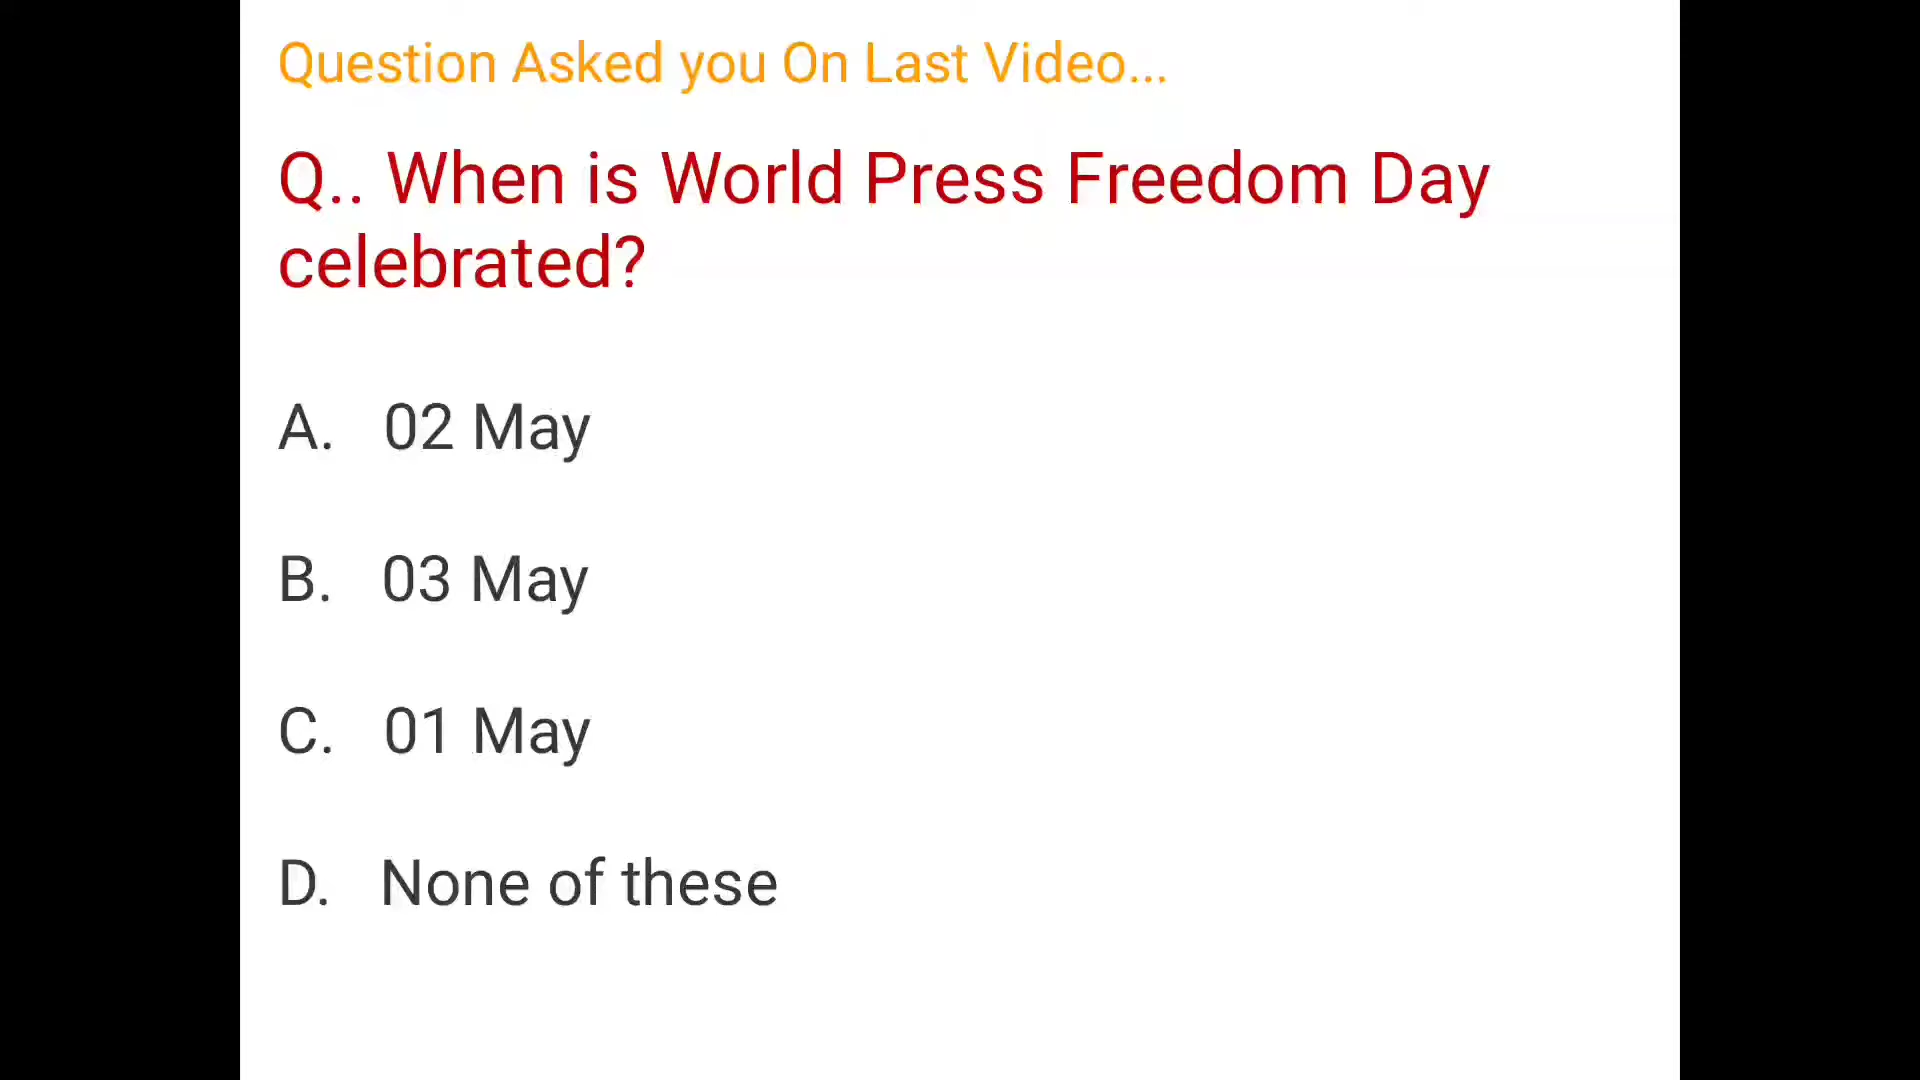 Question Asked you On Last Video...
Q.. When is World Press Freedom Day
celebrated?
A. 02 May
B. 03 May
C. 01 May
D. None of these